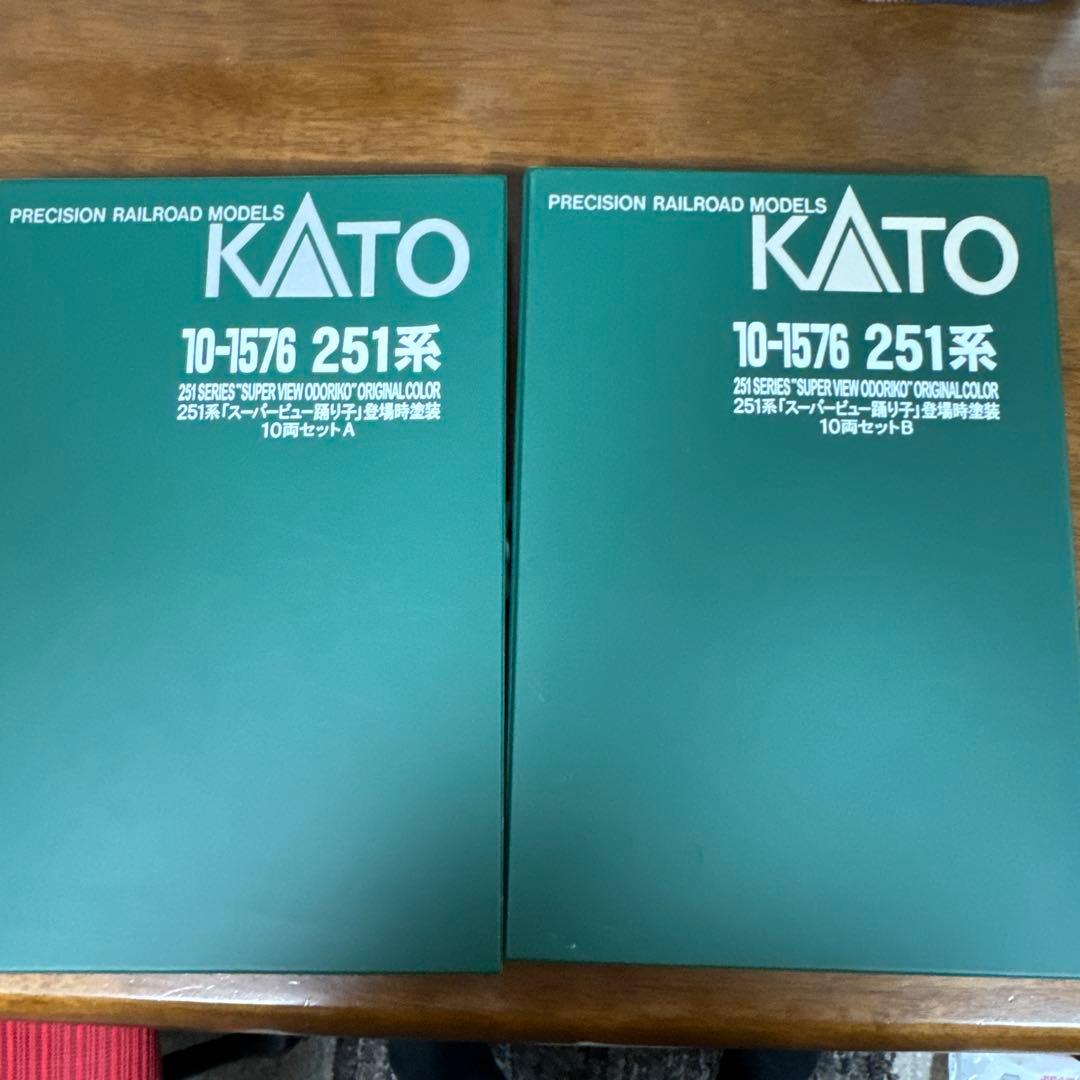 PRECISION RAILROAD MODELS
KATO
10-1576 251系
251 SERIES "SUPER VIEW ODORIKO" ORIGINAL COLOR
251系「スーパービュー踊り子」登場時塗装
10両セットA
PRECISION RAILROAD MODELS
KATO
10-1576 251系
251 SERIES "SUPER VIEW ODORIKO" ORIGINAL COLOR
251系「スーパービュー踊り子」登場時塗装
10両セットB